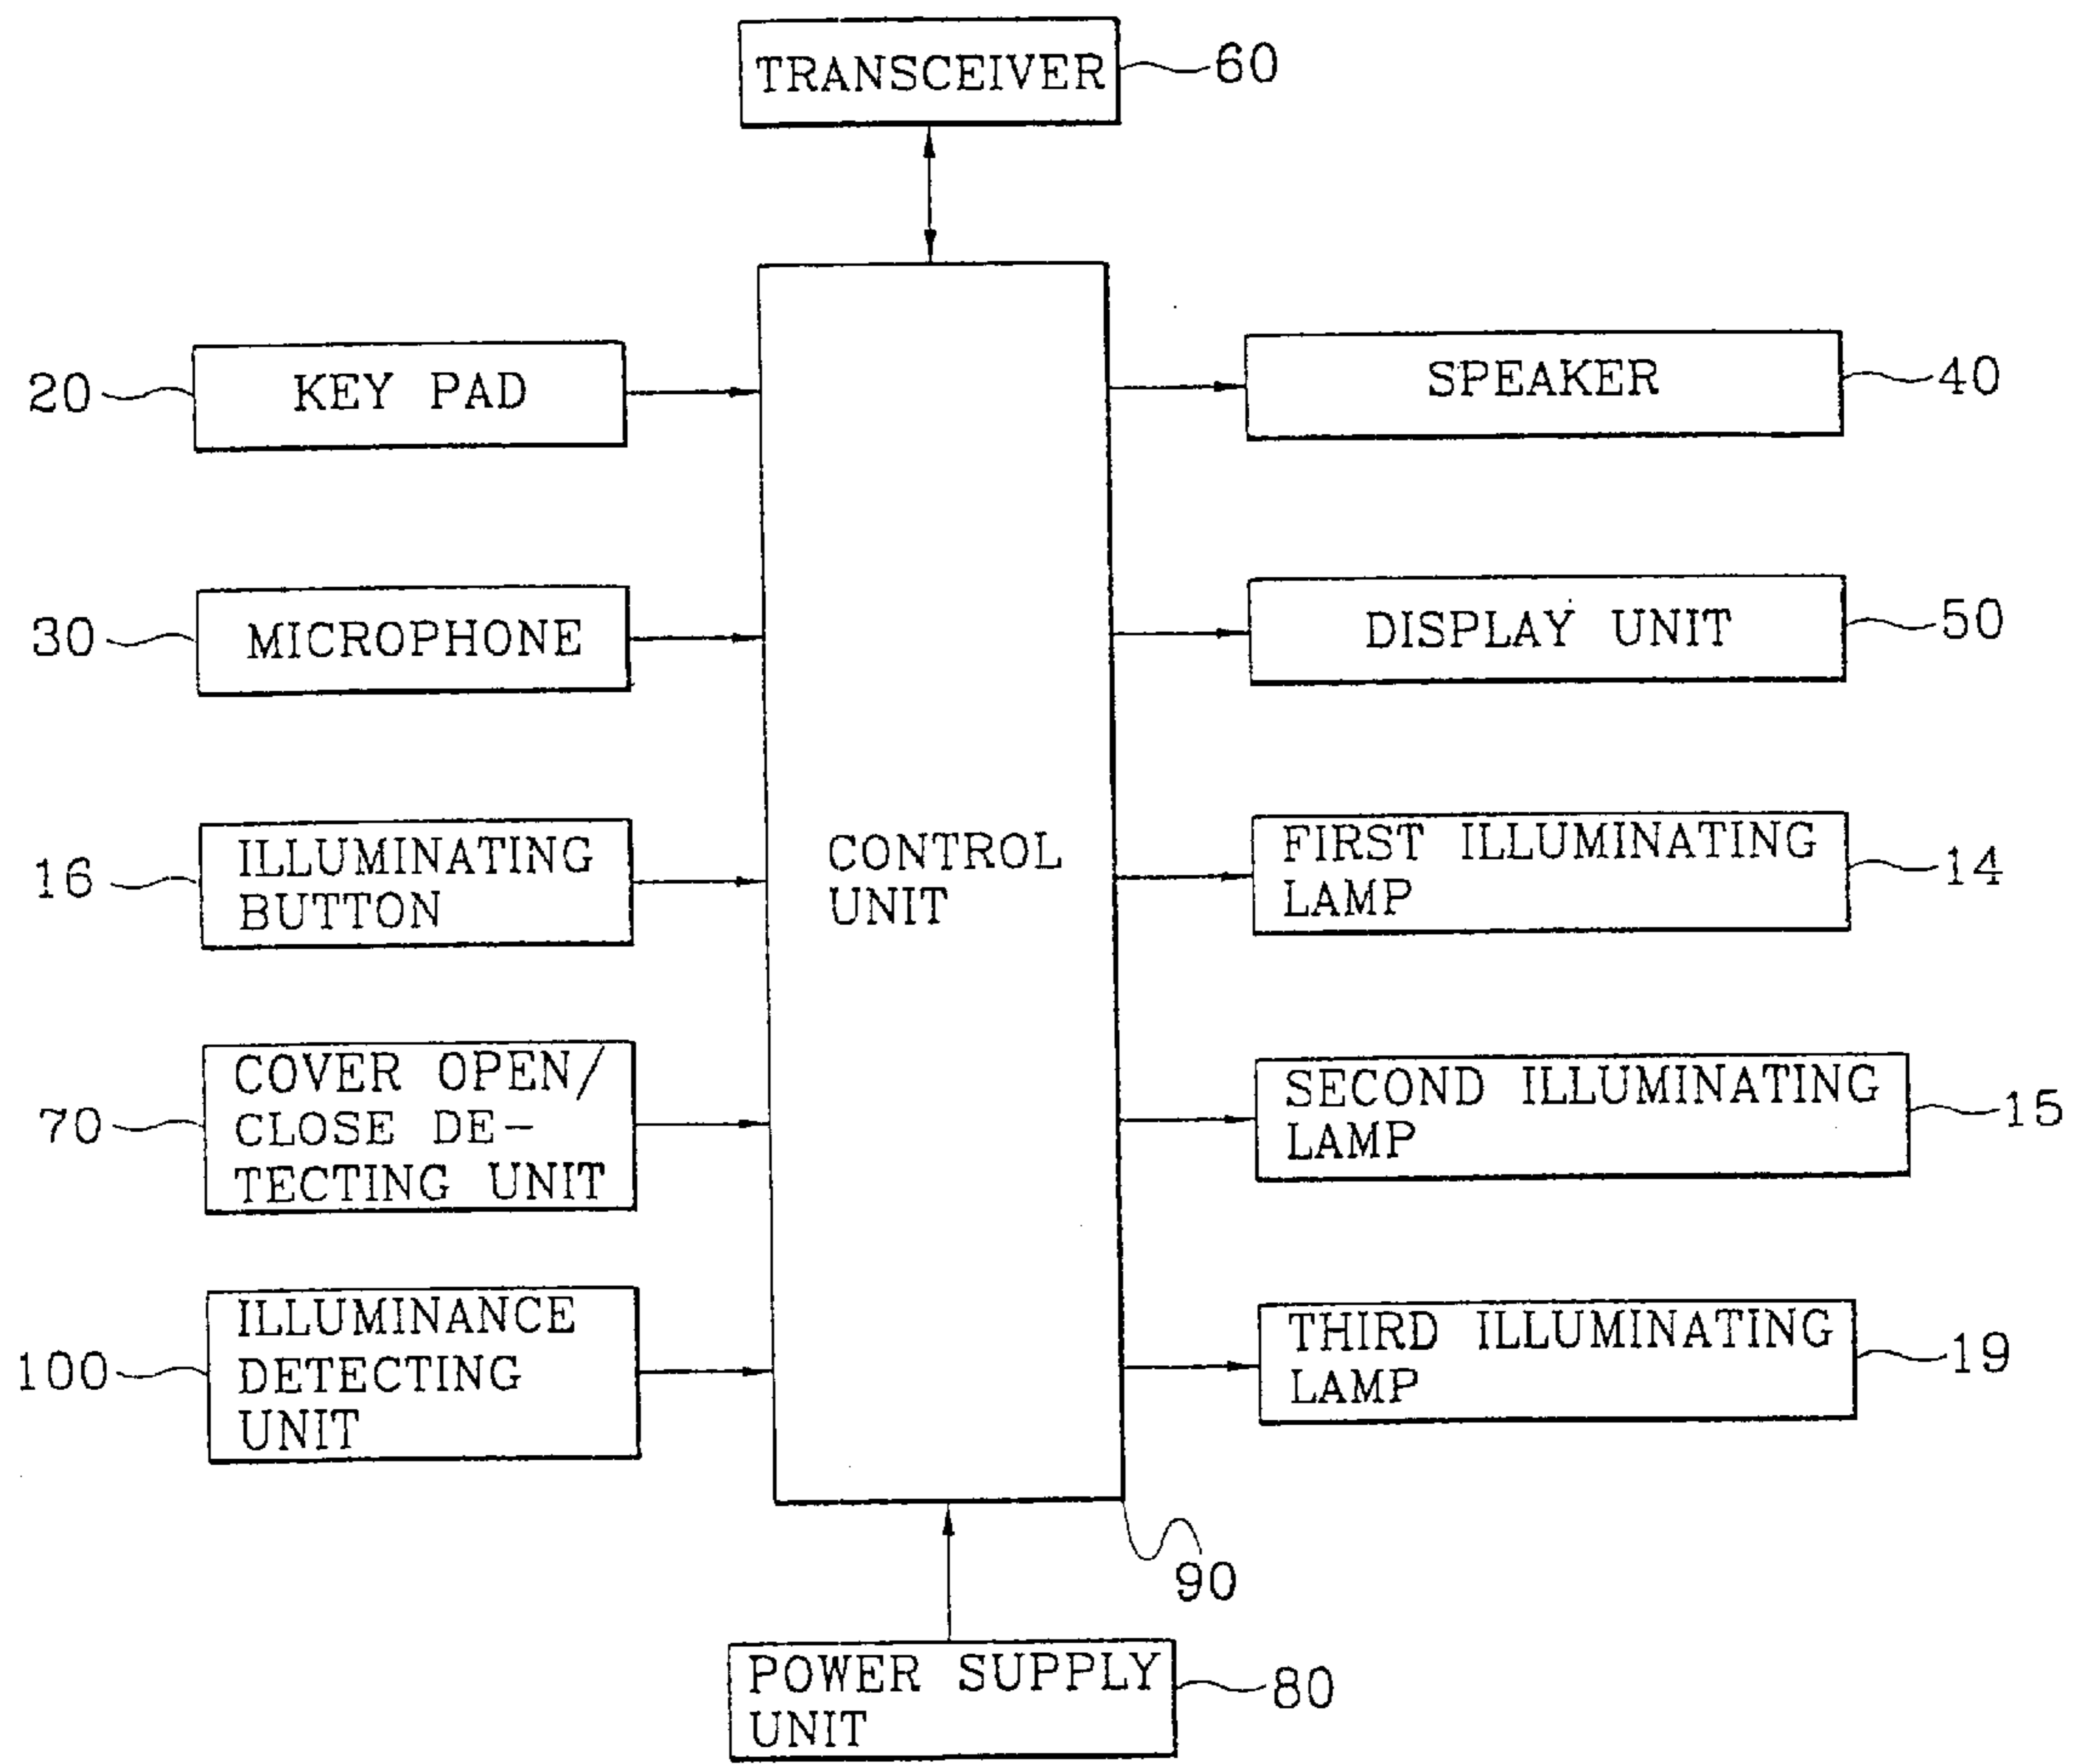 TRANSCEIVER
60
20
KEY PAD
SPEAKER
40
30
MICROPHONE
DISPLAY UNIT
50
16
ILLUMINATING
BUTTON
CONTROL
UNIT
FIRST ILLUMINATING
LAMP
14
70
COVER OPEN/
CLOSE DE-
TECTING UNIT
SECOND ILLUMINATING
LAMP
15
100
ILLUMINANCE
DETECTING
UNIT
THIRD ILLUMINATING
LAMP
19
90
POWER SUPPLY
UNIT
80